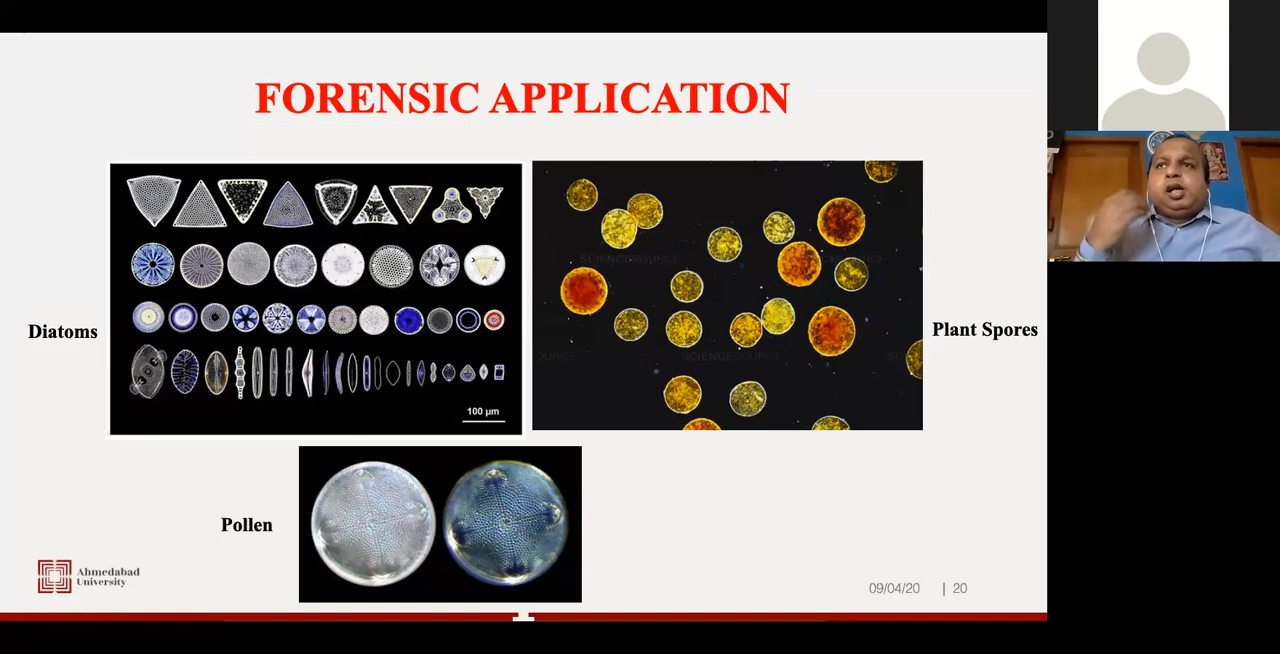 FORENSIC APPLICATION
Diatoms
100 µm
Plant Spores
Pollen
Ahmedabad
University
09/04/20 | 20